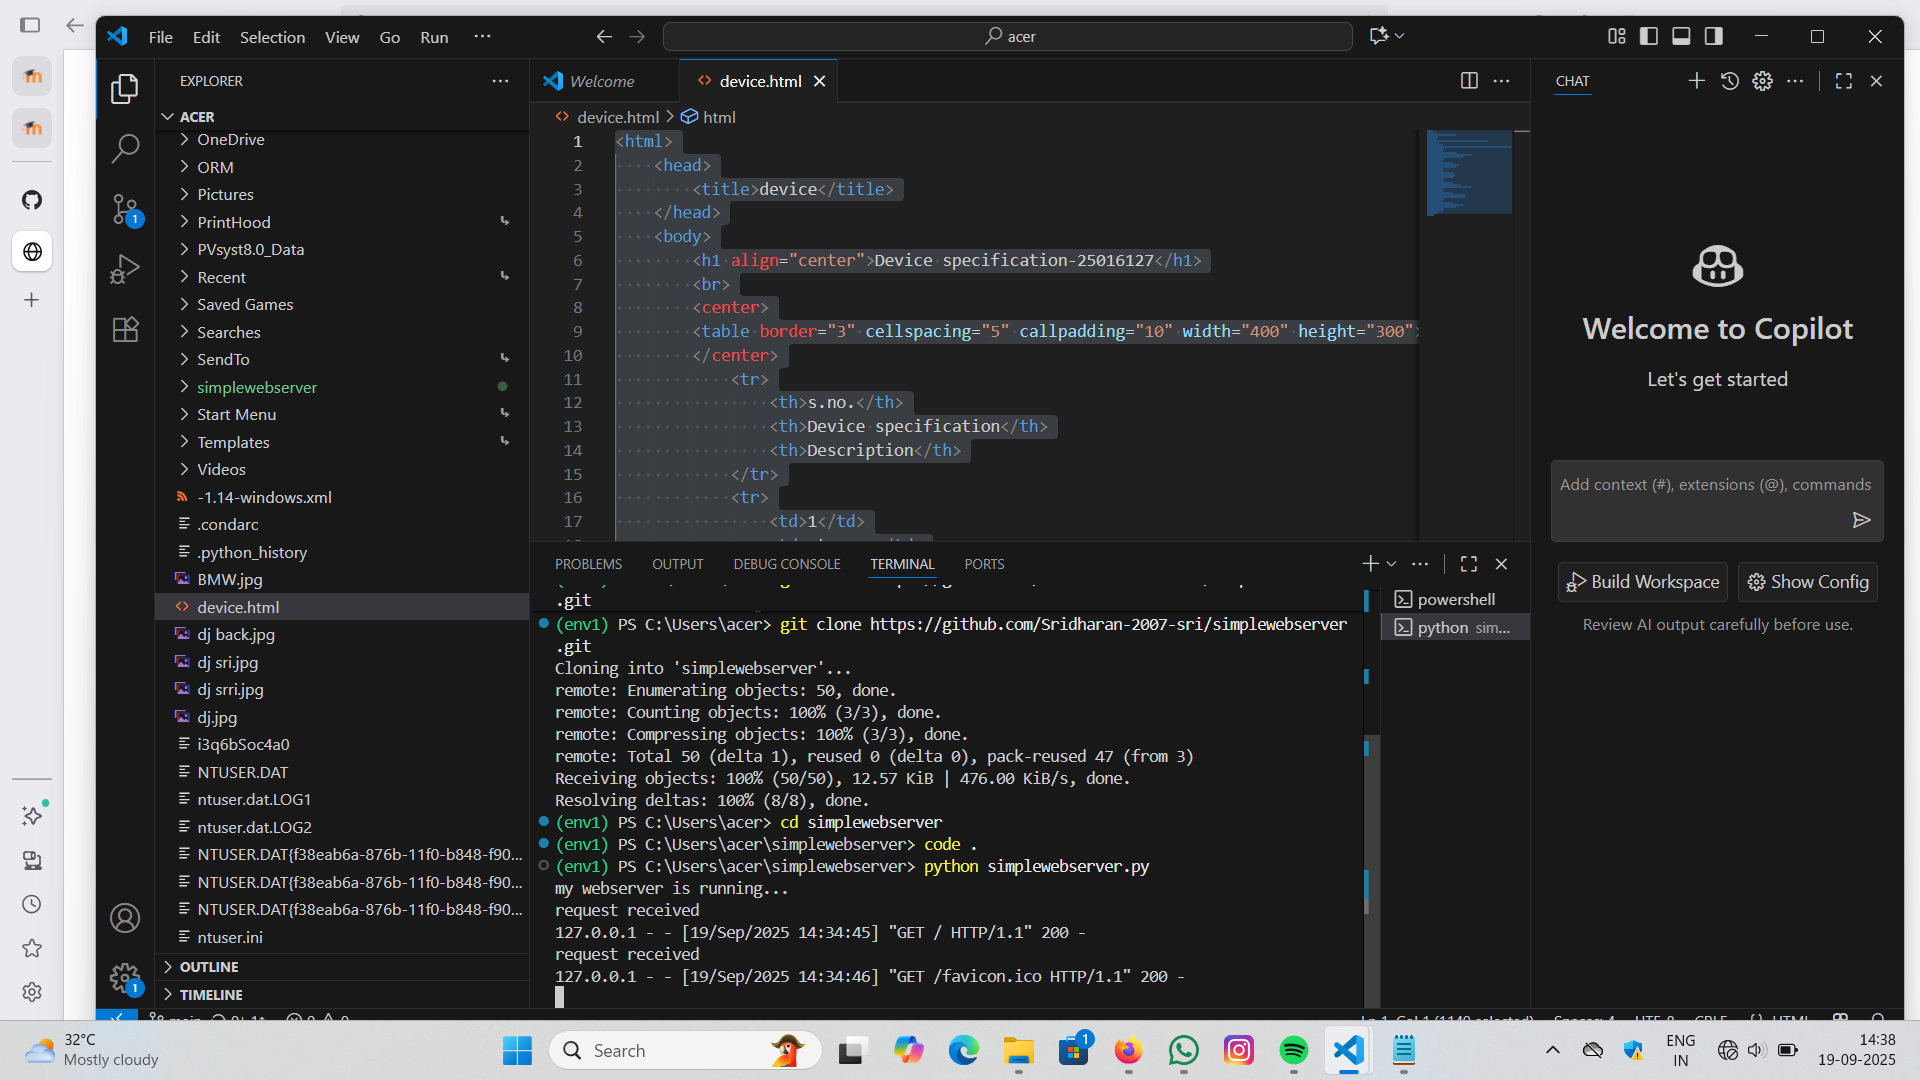 File Edit Selection View Go Run ···
acer
EXPLORER
ACER
OneDrive
ORM
Pictures
PrintHood
PVsyst8.0_Data
Recent
Saved Games
Searches
SendTo
simplewebserver
Start Menu
Templates
Videos
-1.14-windows.xml
.condarc
.python_history
BMW.jpg
device.html
dj back.jpg
dj sri.jpg
dj srri.jpg
dj.jpg
i3q6bSoc4a0
NTUSER.DAT
ntuser.dat.LOG1
ntuser.dat.LOG2
NTUSER.DAT{f38eab6a-876b-11f0-b848-f90...
NTUSER.DAT{f38eab6a-876b-11f0-b848-f90...
NTUSER.DAT{f38eab6a-876b-11f0-b848-f90...
ntuser.ini
OUTLINE
TIMELINE
1
1
Welcome
device.html
device.html > html
1 <html>
2 <head>
3 <title>device</title>
4 </head>
5 <body>
6 <h1 align="center">Device specification-25016127</h1>
7 <br>
8 <center>
9 <table border="3" cellspacing="5" callpadding="10" width="400" height="300">
10 </center>
11 <tr>
12 <th>s.no.</th>
13 <th>Device specification</th>
14 <th>Description</th>
15 </tr>
16 <tr>
17 <td>1</td>
PROBLEMS OUTPUT DEBUG CONSOLE TERMINAL PORTS
.git
(env1) PS C:\Users\acer> git clone https://github.com/Sridharan-2007-sri/simplewebserver
.git
Cloning into 'simplewebserver'...
remote: Enumerating objects: 50, done.
remote: Counting objects: 100% (3/3), done.
remote: Compressing objects: 100% (3/3), done.
remote: Total 50 (delta 1), reused 0 (delta 0), pack-reused 47 (from 3)
Receiving objects: 100% (50/50), 12.57 KiB | 476.00 KiB/s, done.
Resolving deltas: 100% (8/8), done.
(env1) PS C:\Users\acer> cd simplewebserver
(env1) PS C:\Users\acer\simplewebserver> code .
(env1) PS C:\Users\acer\simplewebserver> python simplewebserver.py
my webserver is running...
request received
127.0.0.1 - - [19/Sep/2025 14:34:45] "GET / HTTP/1.1" 200 -
request received
127.0.0.1 - - [19/Sep/2025 14:34:46] "GET /favicon.ico HTTP/1.1" 200 -
powershell
python sim...
CHAT
Welcome to Copilot
Let's get started
Add context (#), extensions (@), commands
Build Workspace
Show Config
Review AI output carefully before use.
32°C
Mostly cloudy
Search
1
ENG
IN
14:38
19-09-2025